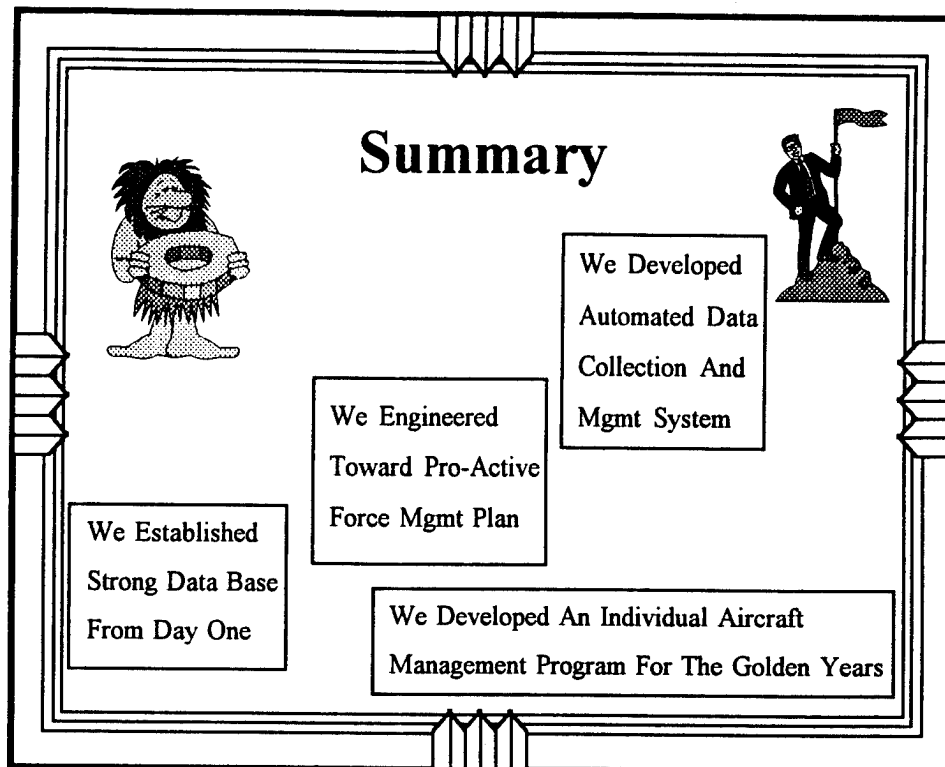 Summary
We Developed
Automated Data
Collection And
Mgmt System
We Engineered
Toward Pro-Active
Force Mgmt Plan
We Established
Strong Data Base
From Day One
We Developed An Individual Aircraft
Management Program For The Golden Years